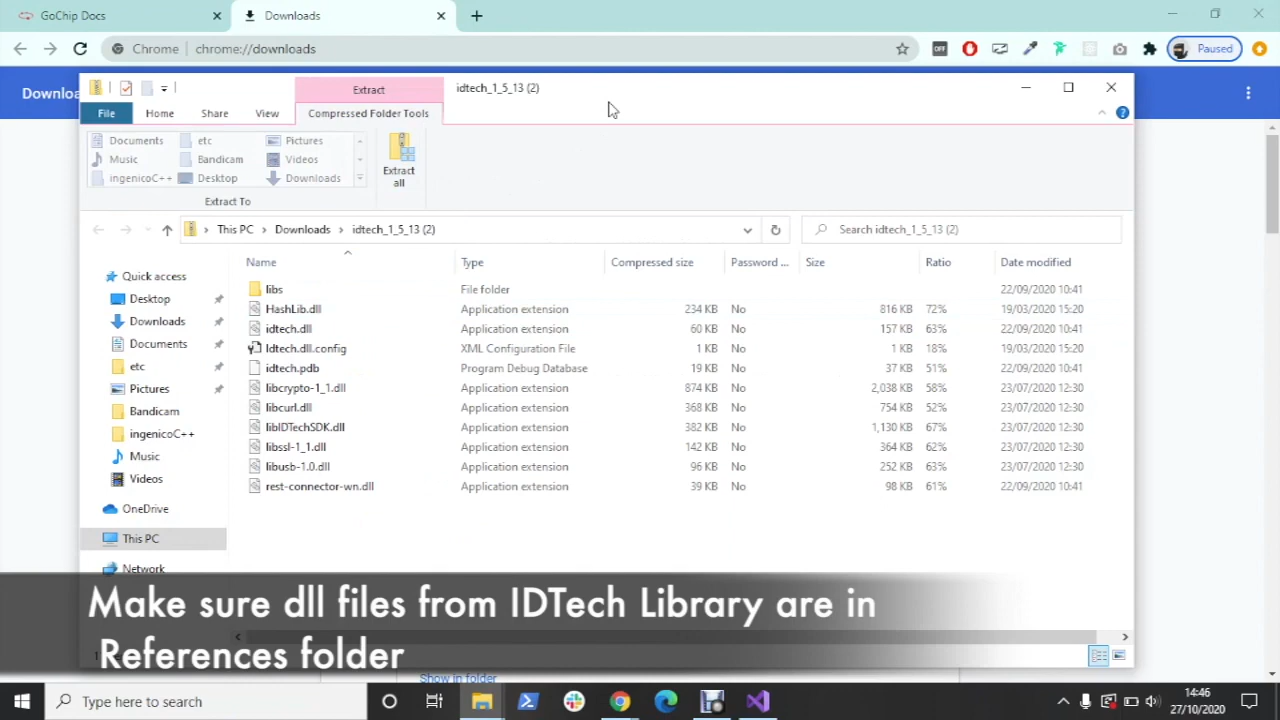 GoChip Docs
Downloads
Chrome
chrome://downloads
OFF
Paused
Extract
idtech_1_5_13 (2)
File
Home
Share
View
Compressed Folder Tools
Documents
etc
Pictures
Music
Bandicam
Videos
ingenicoC++
Desktop
Downloads
Extract
all
Extract To
This PC > Downloads > idtech_1_5_13 (2)
Search idtech_1_5_13 (2)
Name Type Compressed size Password ... Size Ratio Date modified
libs File folder 22/09/2020 10:41
HashLib.dll Application extension 234 KB No 816 KB 72% 19/03/2020 15:20
idtech.dll Application extension 60 KB No 157 KB 63% 22/09/2020 10:41
Idtech.dll.config XML Configuration File 1 KB No 1 KB 18% 19/03/2020 15:20
idtech.pdb Program Debug Database 19 KB No 37 KB 51% 22/09/2020 10:41
libcrypto-1_1.dll Application extension 874 KB No 2,038 KB 58% 23/07/2020 12:30
libcurl.dll Application extension 368 KB No 754 KB 52% 23/07/2020 12:30
libIDTechSDK.dll Application extension 382 KB No 1,130 KB 67% 23/07/2020 12:30
libssl-1_1.dll Application extension 142 KB No 364 KB 62% 23/07/2020 12:30
libusb-1.0.dll Application extension 96 KB No 252 KB 63% 23/07/2020 12:30
rest-connector-wn.dll Application extension 39 KB No 98 KB 61% 22/09/2020 10:41
Quick access
Desktop
Downloads
Documents
etc
Pictures
Bandicam
ingenicoC++
Music
Videos
OneDrive
This PC
Network
Make sure dll files from IDTech Library are in
References folder
Show in folder
Type here to search
14:46
27/10/2020